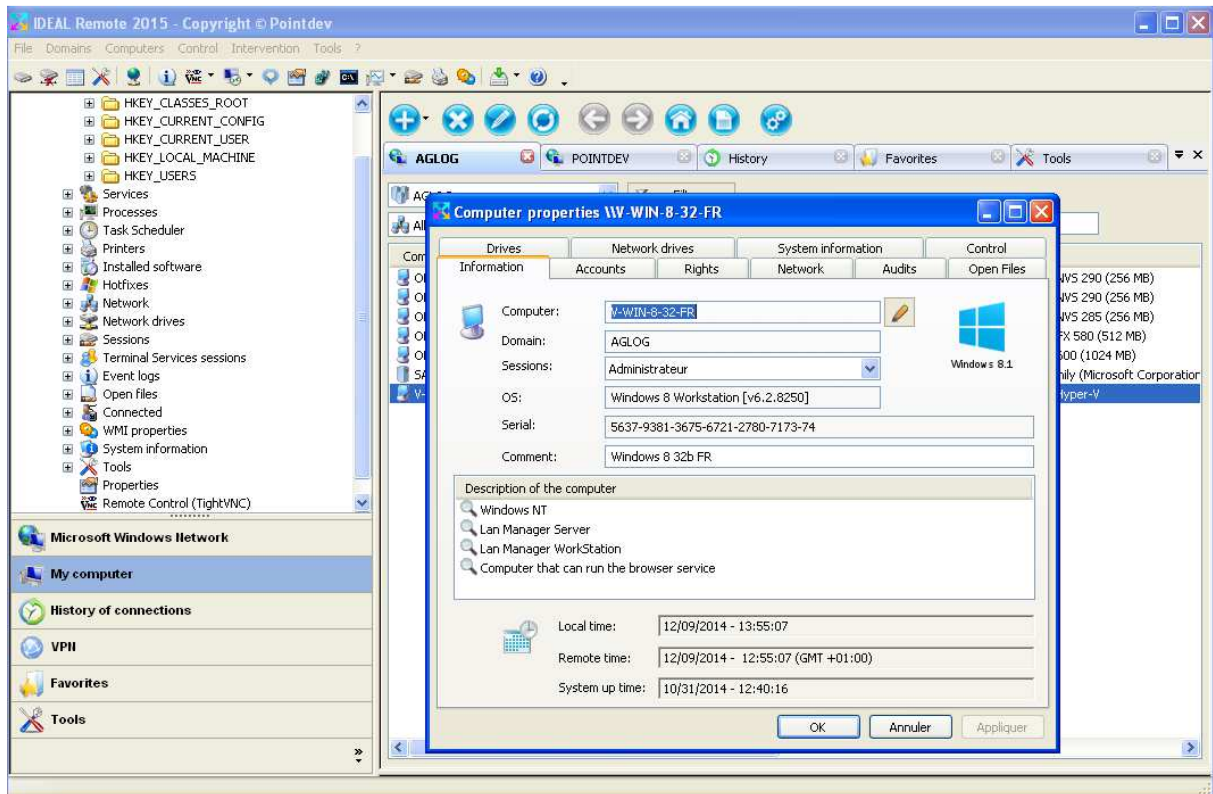 IDEAL Remote 2015 - Copyright © Pointdev
File Domains Computers Control Intervention Tools ?
HKEY_CLASSES_ROOT
HKEY_CURRENT_CONFIG
HKEY_CURRENT_USER
HKEY_LOCAL_MACHINE
HKEY_USERS
Services
Processes
Task Scheduler
Printers
Installed software
Hotfixes
Network
Network drives
Sessions
Terminal Services sessions
Event logs
Open files
Connected
WMI properties
System information
Tools
Properties
Remote Control (TightVNC)
Microsoft Windows Network
My computer
History of connections
VPN
Favorites
Tools
AGLOG POINTDEV History Favorites Tools
Computer properties \\V-WIN-8-32-FR
Drives Network drives System information Control
Information Accounts Rights Network Audits Open Files
Computer: V-WIN-8-32-FR
Domain: AGLOG
Sessions: Administrateur
Windows 8.1
OS: Windows 8 Workstation [v6.2.8250]
Serial: 5637-9381-3675-6721-2780-7173-74
Comment: Windows 8 32b FR
Description of the computer
Windows NT
Lan Manager Server
Lan Manager WorkStation
Computer that can run the browser service
Local time: 12/09/2014 - 13:55:07
Remote time: 12/09/2014 - 12:55:07 (GMT +01:00)
System up time: 10/31/2014 - 12:40:16
OK Annuler Appliquer
NVS 290 (256 MB)
NVS 290 (256 MB)
NVS 285 (256 MB)
FX 580 (512 MB)
(1024 MB)
(Microsoft Corporation
Hyper-V